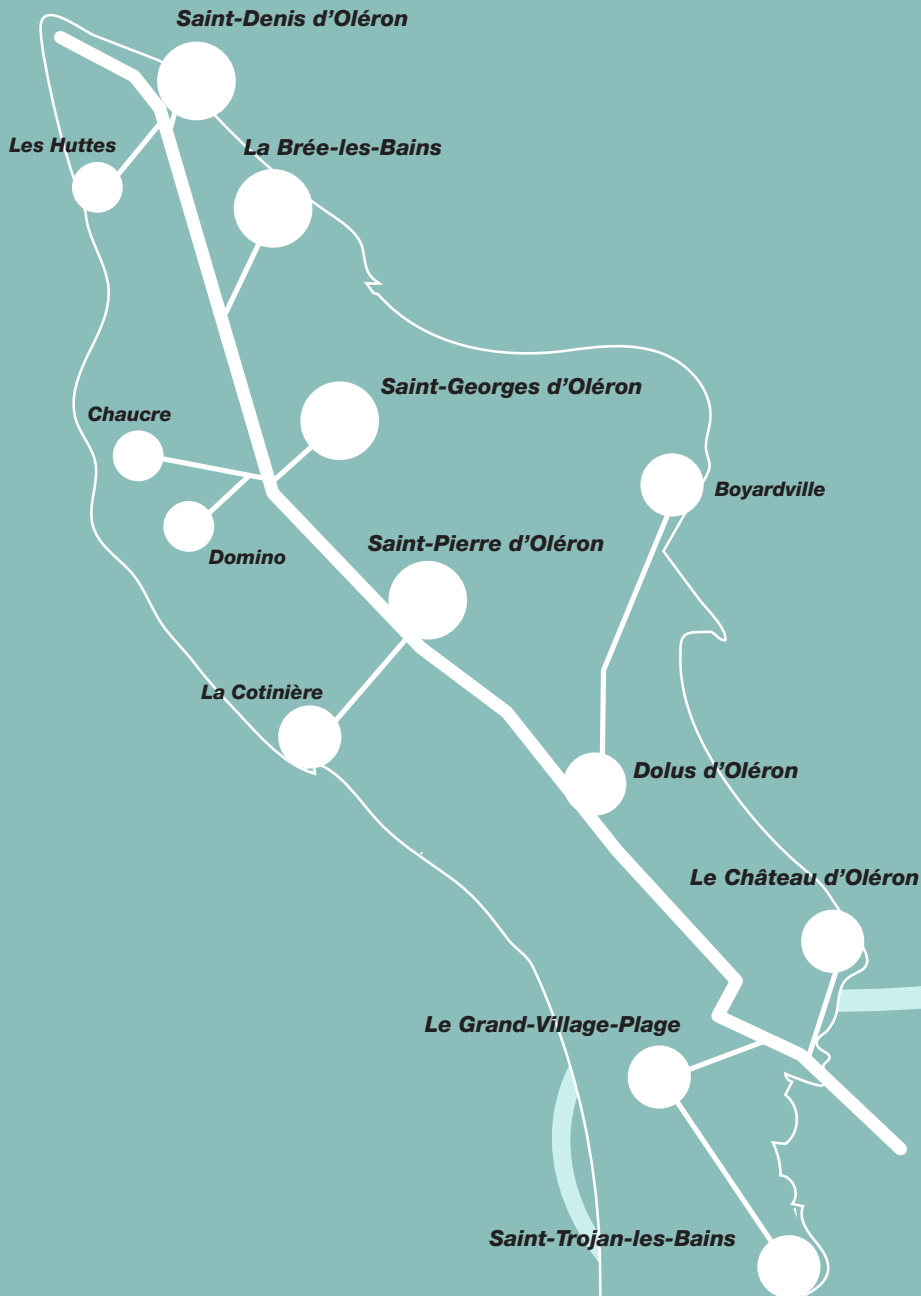 Saint-Denis d’Oléron
Les Huttes
La Brée-les-Bains
Saint-Georges d’Oléron
Chaucre
Boyardville
Domino
Saint-Pierre d’Oléron
La Cotinière
Dolus d’Oléron
Le Château d’Oléron
Le Grand-Village-Plage
Saint-Trojan-les-Bains